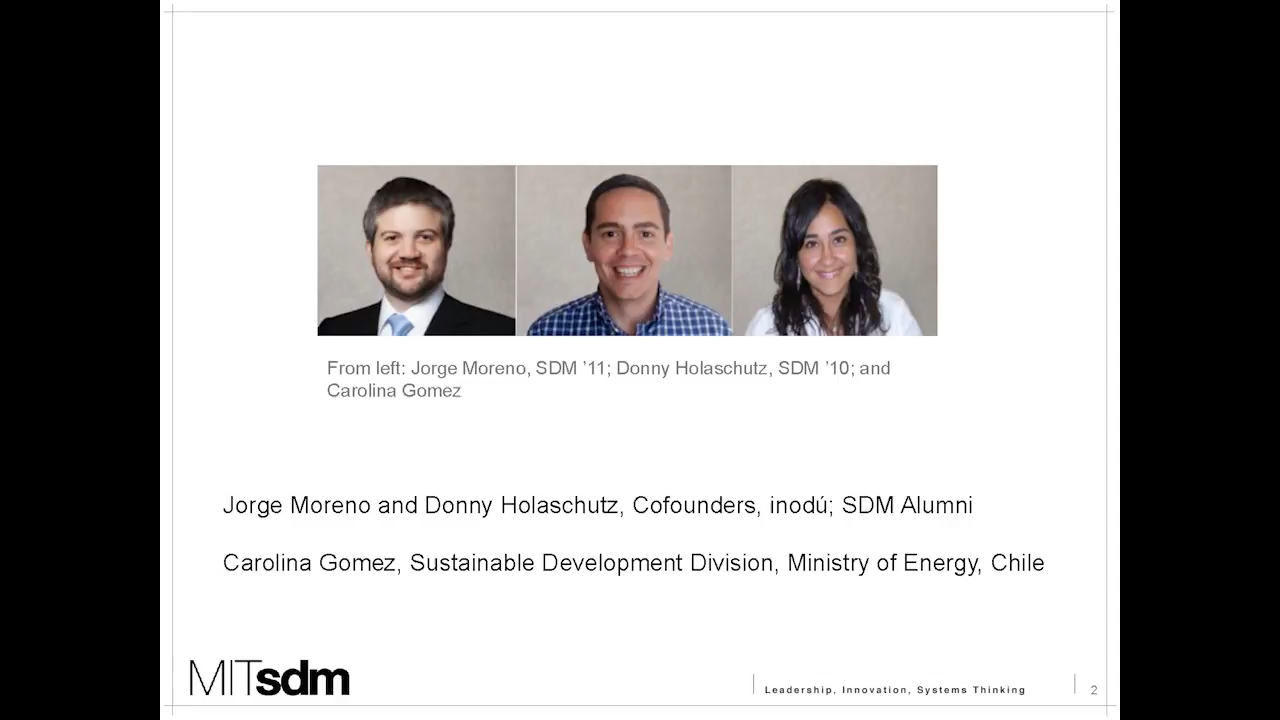 From left: Jorge Moreno, SDM ’11; Donny Holaschutz, SDM ’10; and
Carolina Gomez
Jorge Moreno and Donny Holaschutz, Cofounders, inodú; SDM Alumni
Carolina Gomez, Sustainable Development Division, Ministry of Energy, Chile
MITsdm
Leadership, Innovation, Systems Thinking
2